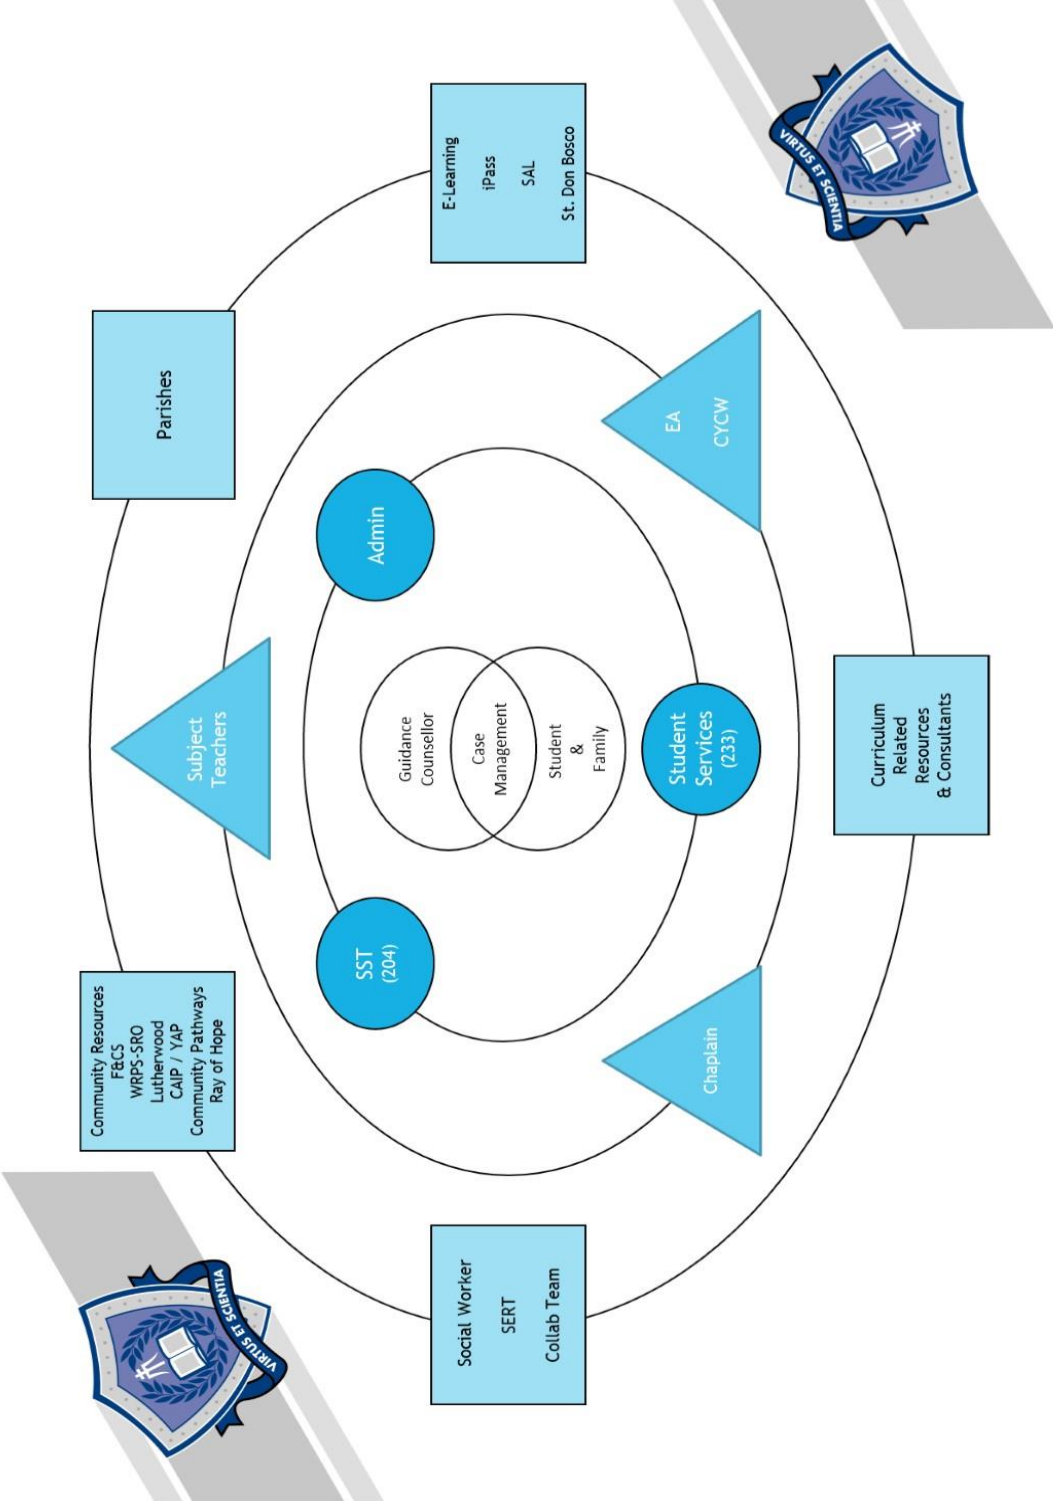 Community Resources
F&CS
WRPS-SRO
Lutherwood
CAIP / YAP
Community Pathways
Ray of Hope
Subject
Teachers
Parishes
SST
(204)
Admin
Guidance
Counsellor
Case
Management
Student
&
Family
Social Worker
SERT
Collab Team
E-Learning
iPass
SAL
St. Don Bosco
Student
Services
(233)
Chaplain
EA
CYCW
Curriculum
Related
Resources
& Consultants
VIRTUS ET SCIENTIA
VIRTUS ET SCIENTIA